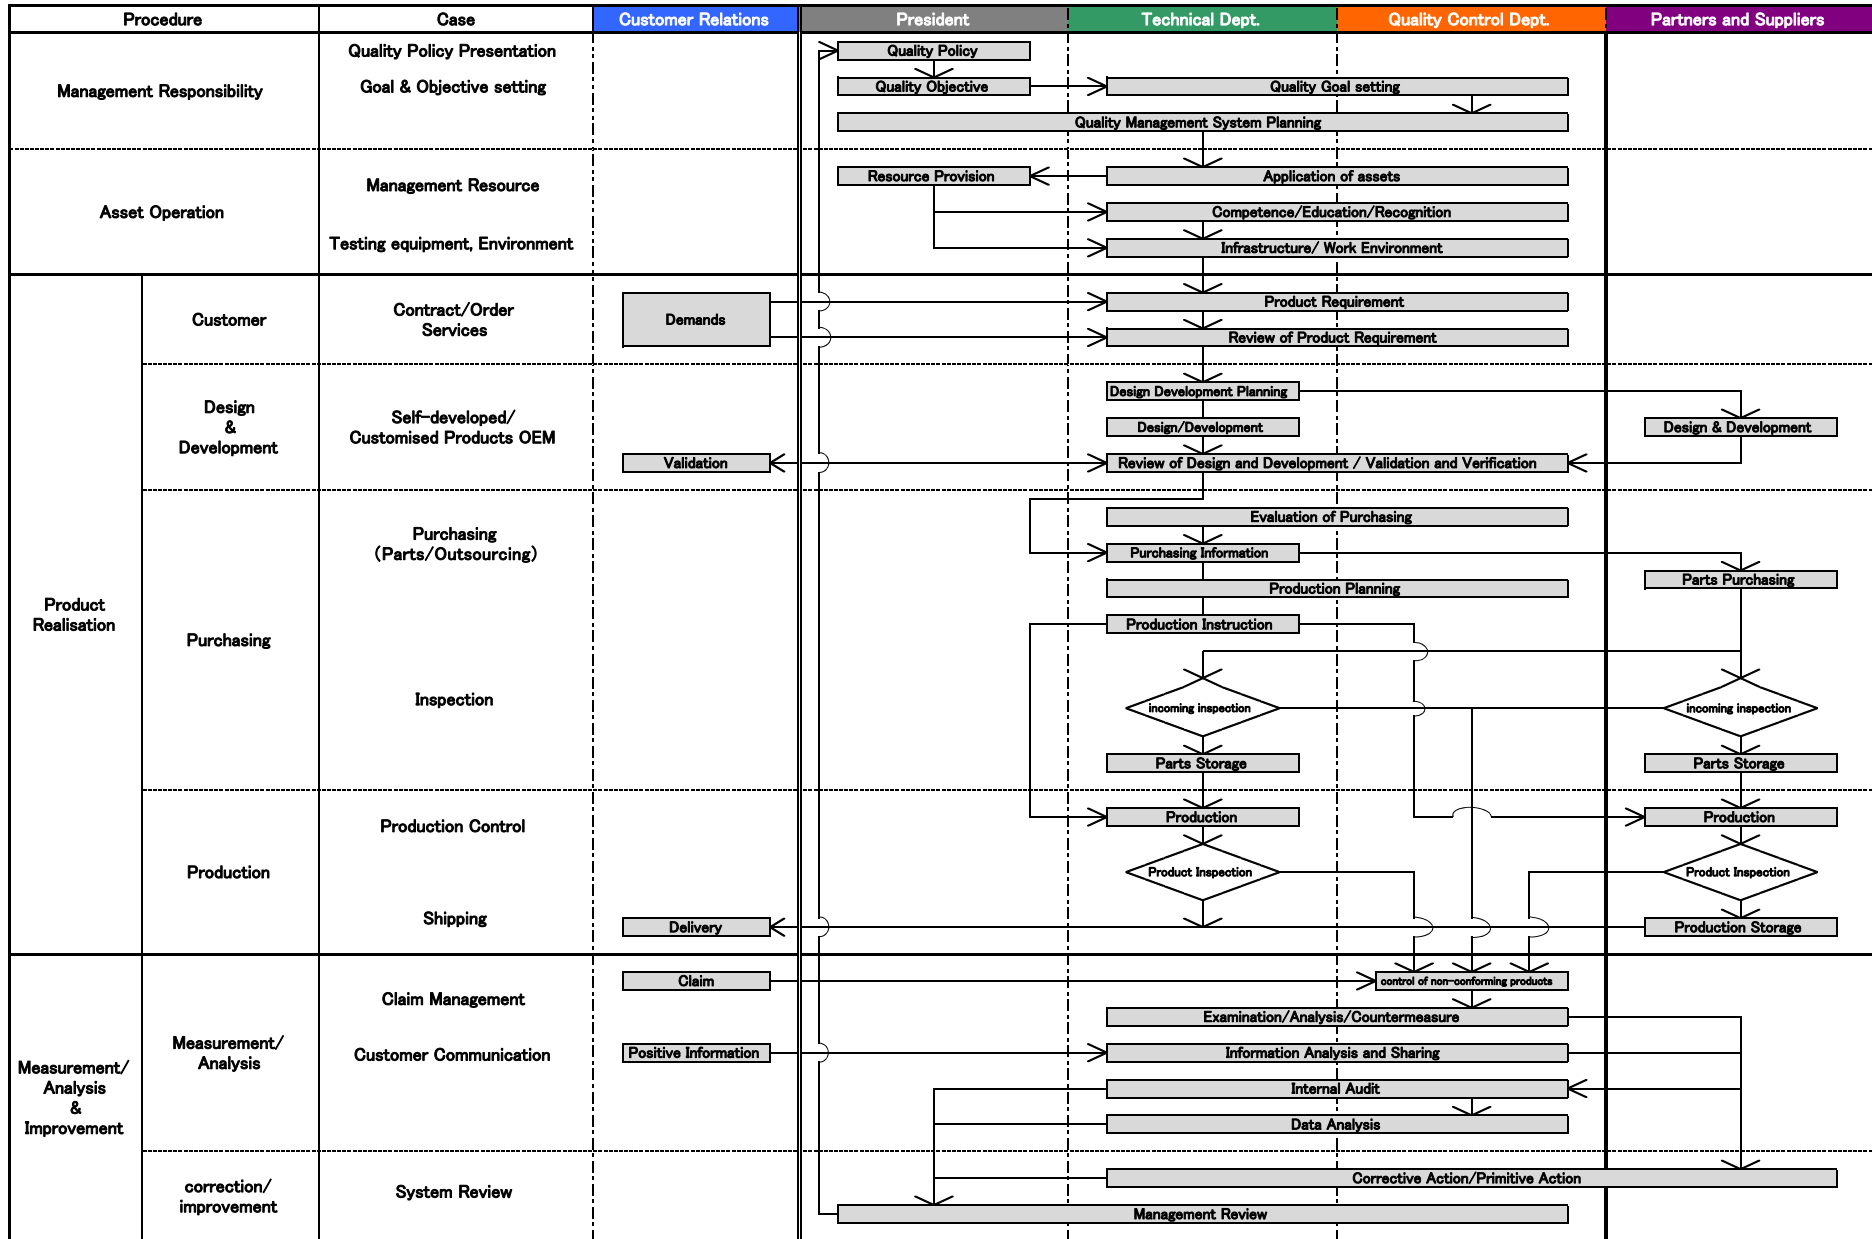 Procedure
Case
Customer Relations
President
Technical Dept.
Quality Control Dept.
Partners and Suppliers
Management Responsibility
Quality Policy Presentation
Goal & Objective setting
Quality Policy
Quality Objective
Quality Goal setting
Quality Management System Planning
Asset Operation
Management Resource
Testing equipment, Environment
Resource Provision
Application of assets
Competence/Education/Recognition
Infrastructure/ Work Environment
Product
Realisation
Customer
Contract/Order
Services
Demands
Product Requirement
Review of Product Requirement
Design
&
Development
Self-developed/
Customised Products OEM
Design Development Planning
Design/Development
Design & Development
Validation
Review of Design and Development / Validation and Verification
Purchasing
Purchasing
(Parts/Outsourcing)
Evaluation of Purchasing
Purchasing Information
Parts Purchasing
Production Planning
Production Instruction
Inspection
incoming inspection
incoming inspection
Parts Storage
Parts Storage
Production
Production Control
Production
Production
Product Inspection
Product Inspection
Shipping
Delivery
Production Storage
Measurement/
Analysis
&
Improvement
Measurement/
Analysis
Claim Management
Customer Communication
Claim
control of non-conforming products
Examination/Analysis/Countermeasure
Positive Information
Information Analysis and Sharing
Internal Audit
Data Analysis
correction/
improvement
System Review
Corrective Action/Primitive Action
Management Review